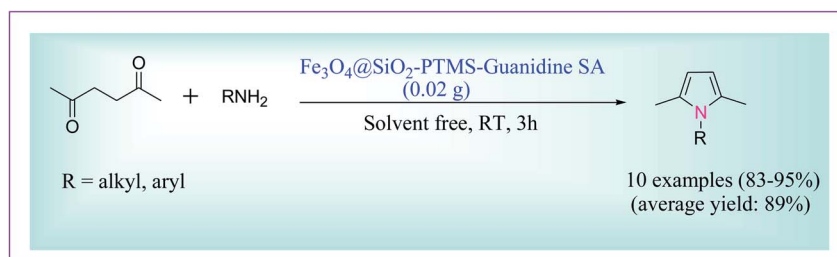 O
O
+ RNH₂
Fe₃O₄@SiO₂-PTMS-Guanidine SA
(0.02 g)
Solvent free, RT, 3h
N
R
R = alkyl, aryl
10 examples (83-95%)
(average yield: 89%)